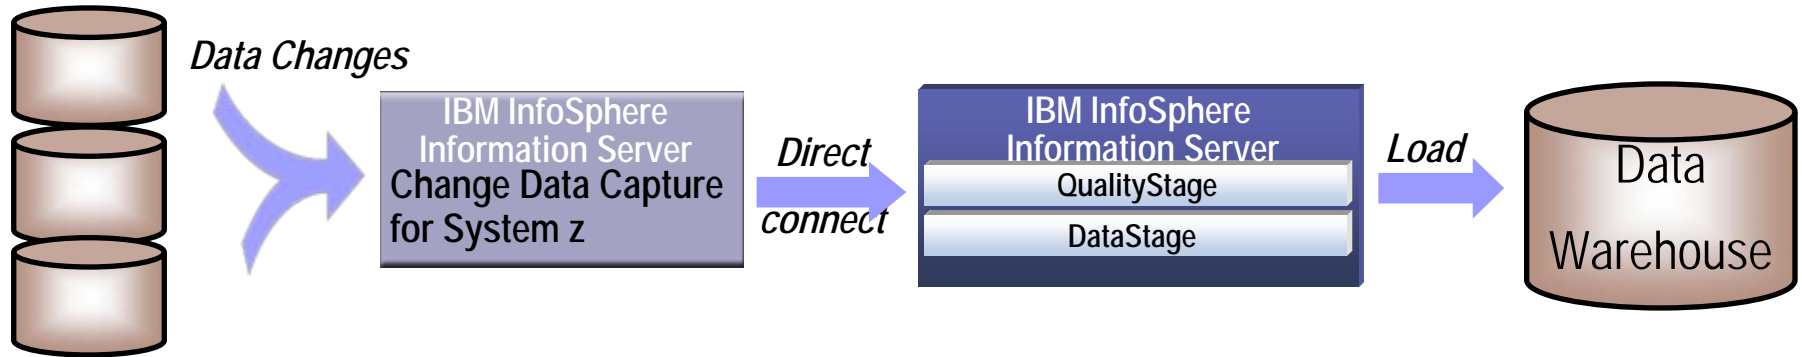 Data Changes
IBM InfoSphere
Information Server
Change Data Capture
for System z
Direct
connect
IBM InfoSphere
Information Server
QualityStage
DataStage
Load
Data
Warehouse